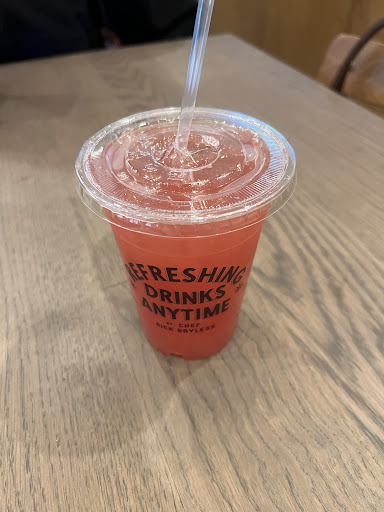 REFRESHING
DRINKS
ANYTIME
BY CHEF
RICK BAYLESS